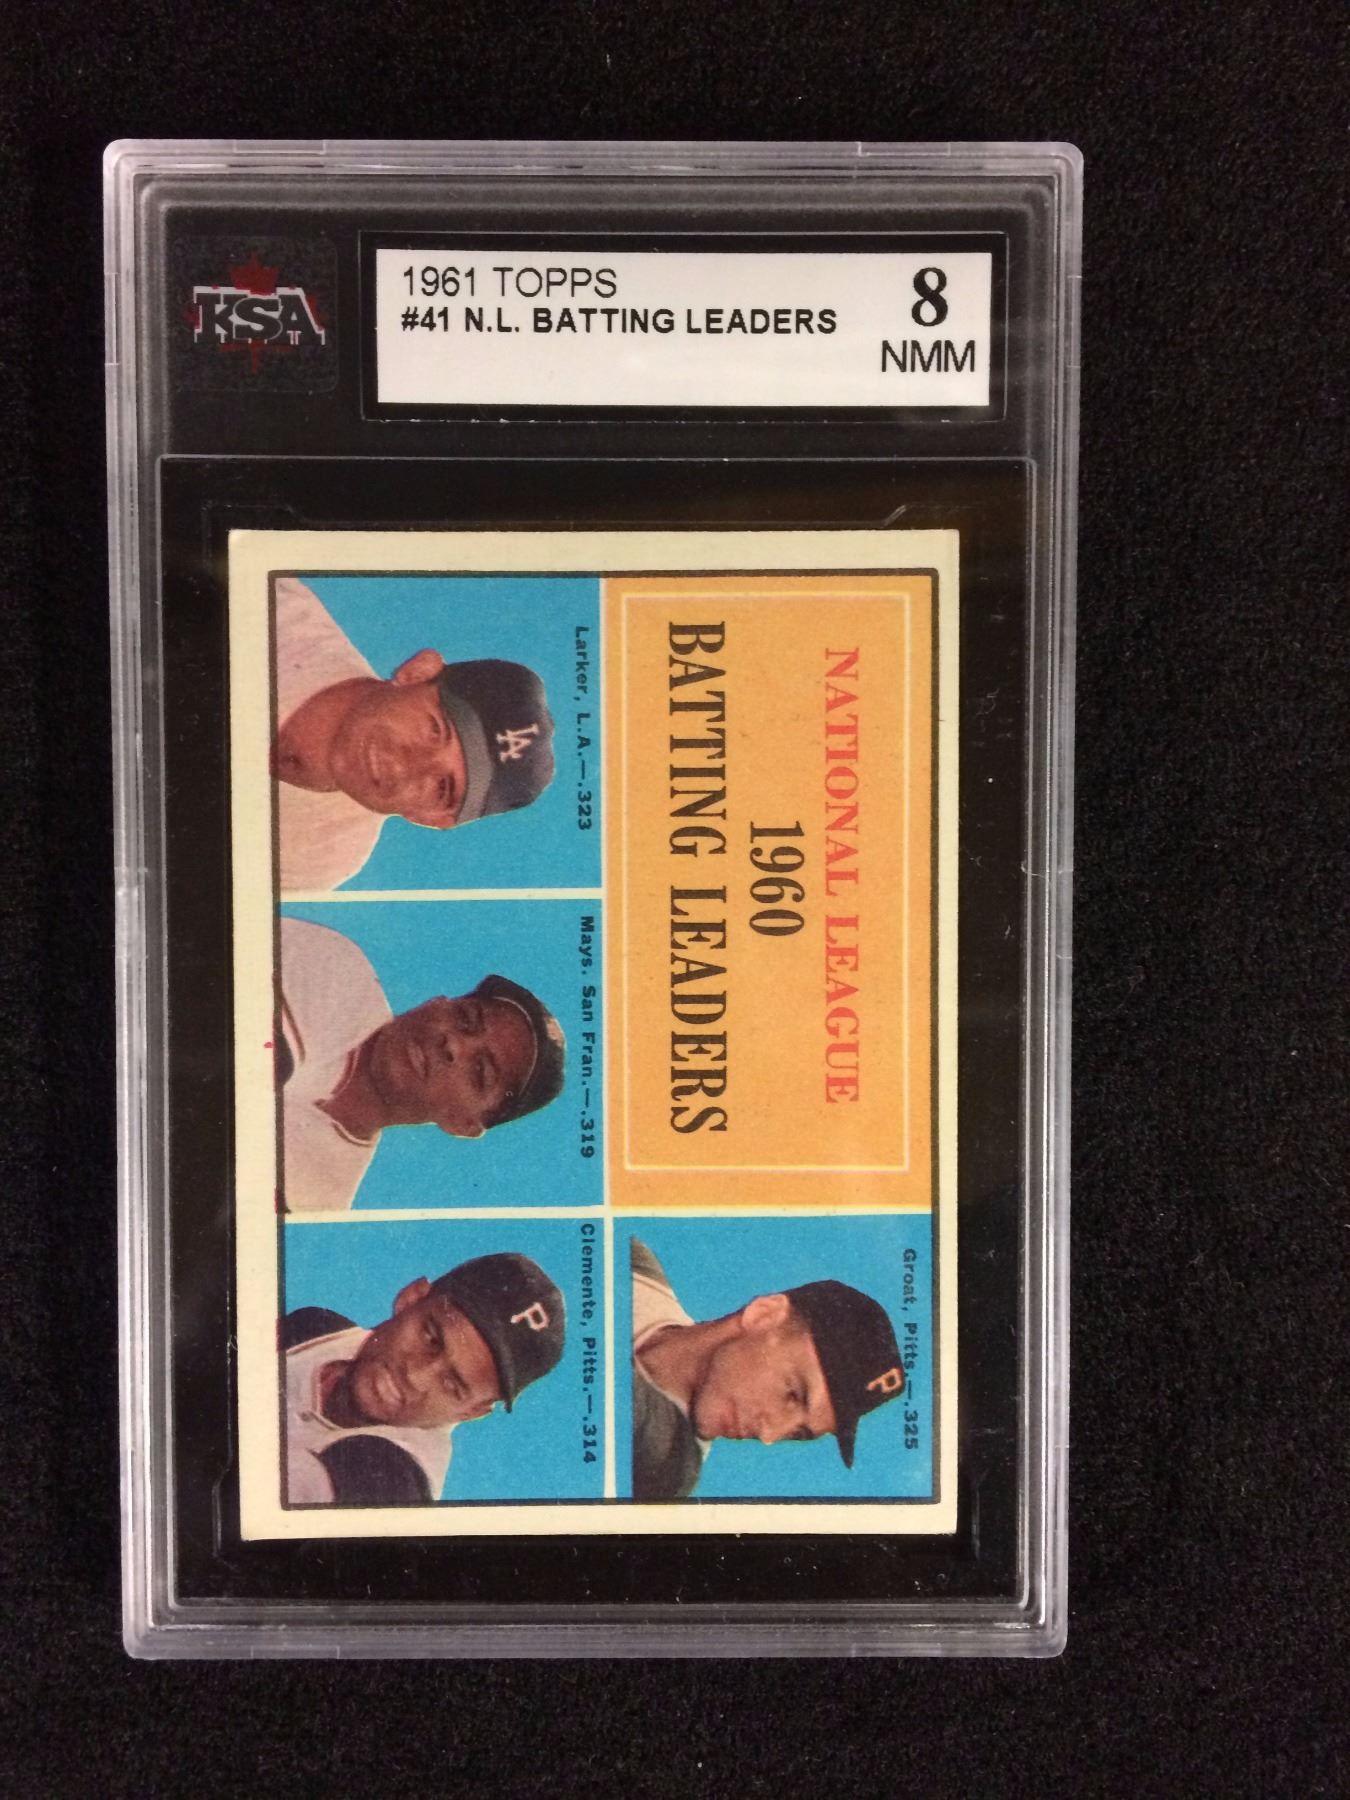 KSA
1961 TOPPS
#41 N.L. BATTING LEADERS
8
NMM
NATIONAL LEAGUE
1960
BATTING LEADERS
Groat, Pitts.—.325
P
Larker, L.A.—.323
LA
Mays. San Fran.—.319
Clemente, Pitts.—.314
P